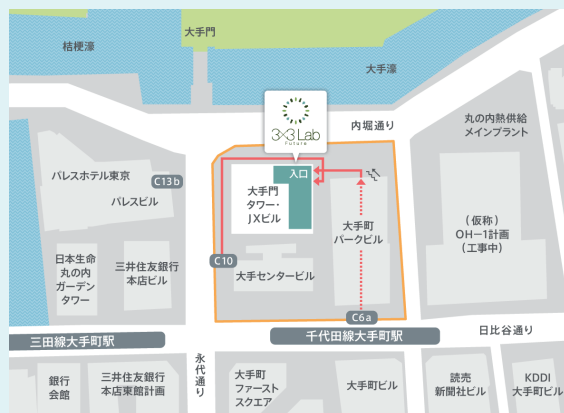 大手門
桔梗濠
大手濠
3×3 Lab
Future
内堀通り
丸の内熱供給
メインプラント
パレスホテル東京
C13b
パレスビル
入口
大手門
タワー・
JXビル
大手町
パークビル
(仮称)
OH-1計画
(工事中)
日本生命
丸の内
ガーデン
タワー
三井住友銀行
本店ビル
C10
大手センタービル
C6a
三田線大手町駅
千代田線大手町駅
日比谷通り
永代通り
銀行
会館
三井住友銀行
本店東館計画
大手町
ファースト
スクエア
大手町ビル
読売
新聞社ビル
KDDI
大手町ビル